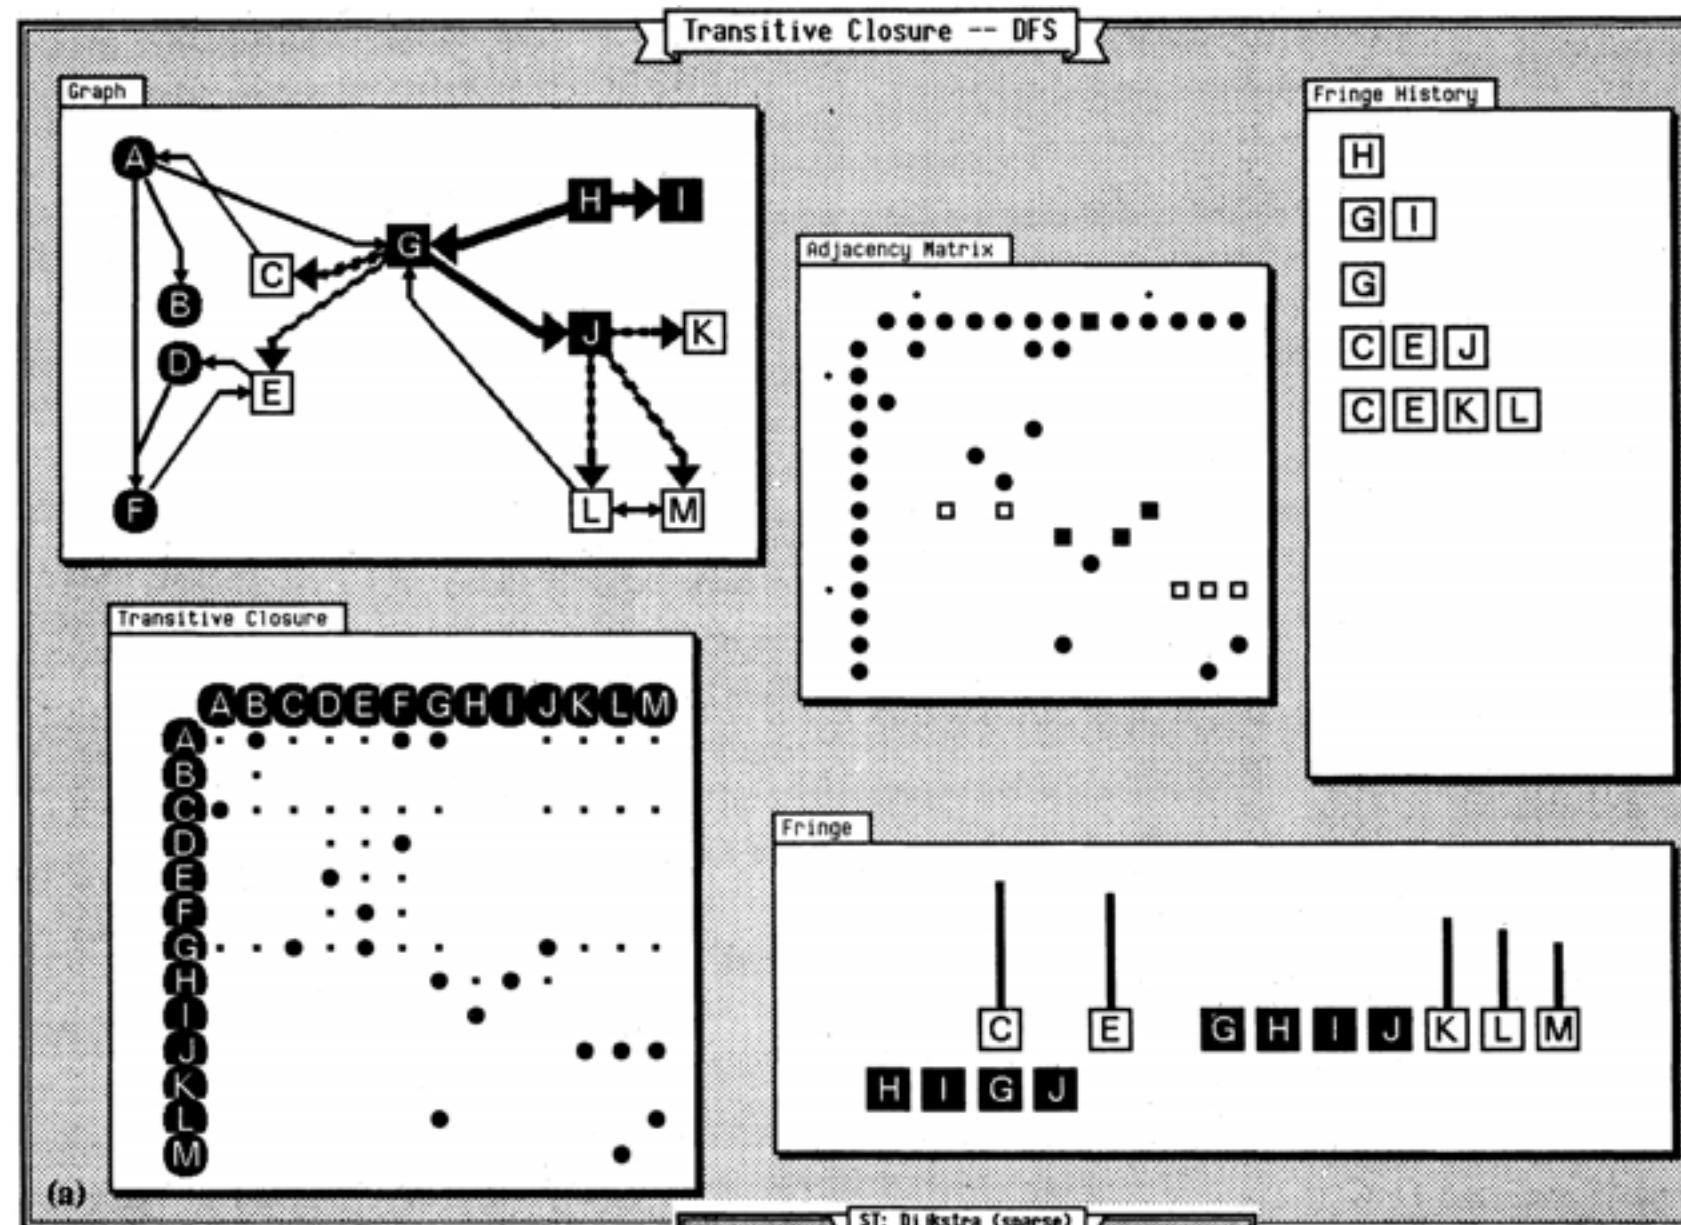 Transitive Closure -- DFS
Graph
A
H I
G
C
B
J K
D
E
F
L M
Adjacency Matrix
Fringe History
H
G I
G
C E J
C E K L
Transitive Closure
A B C D E F G H I J K L M
A
B
C
D
E
F
G
H
I
J
K
L
M
Fringe
C E G H I J K L M
H I G J
(a)
ST: Dijkstra (sparse)